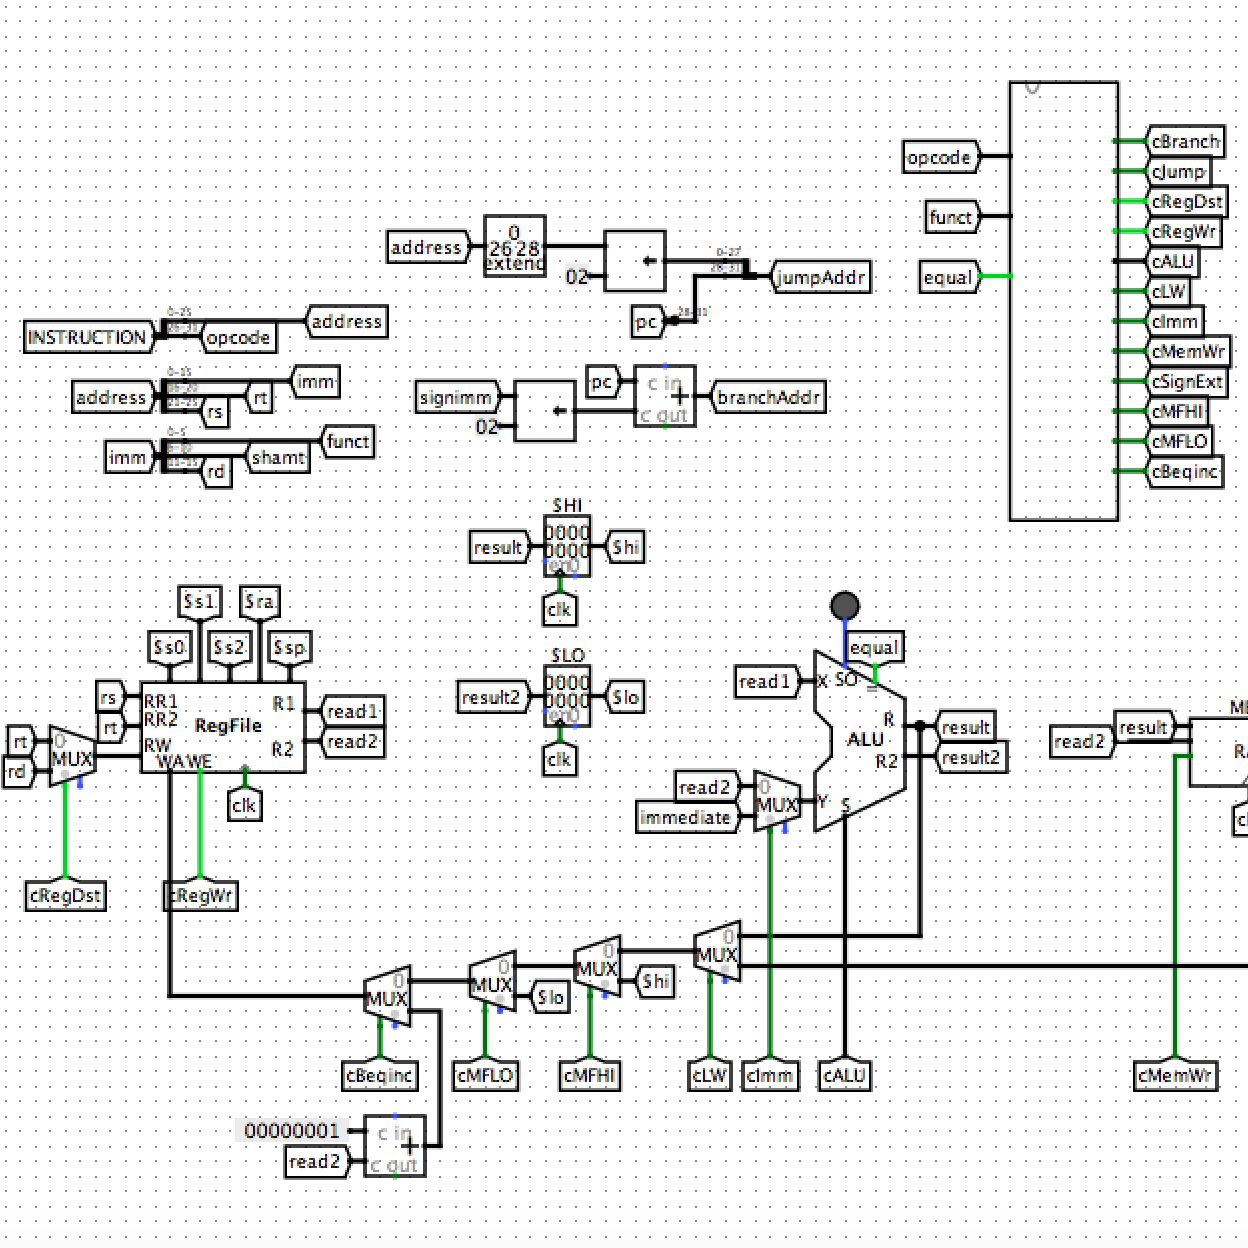 cBranch
opcode
cJump
cRegDst
funct
cRegWr
address
0
26 28
extend
0-27
28-31
cALU
02
jumpAddr
equal
cLW
0-25
26-31
address
pc
28-31
cImm
INSTRUCTION
opcode
cMemWr
0-15
16-20
21-25
imm
pc
c in
cSignExt
address
rt
signimm
+
branchAddr
rs
c out
cMFHI
02
0-5
6-10
11-15
funct
cMFLO
imm
shamt
rd
cBeqinc
$HI
result
0000
0000
en0
$hi
clk
$s1
$ra
$s0
$s2
$sp
equal
$LO
read1
X
SO
=
rs
RR1
R1
result2
0000
0000
en0
$lo
rt
RR2
RegFile
read1
R
result
result
ME
rt
0
RW
R2
read2
ALU
read2
RA
MUX
WA WE
clk
R2
result2
rd
read2
0
clk
MUX
Y
S
immediate
cRegDst
cRegWr
0
MUX
0
MUX
0
MUX
$hi
0
MUX
$lo
cBeqinc
cMFLO
cMFHI
cLW
cImm
cALU
cMemWr
00000001
c in
+
read2
c out